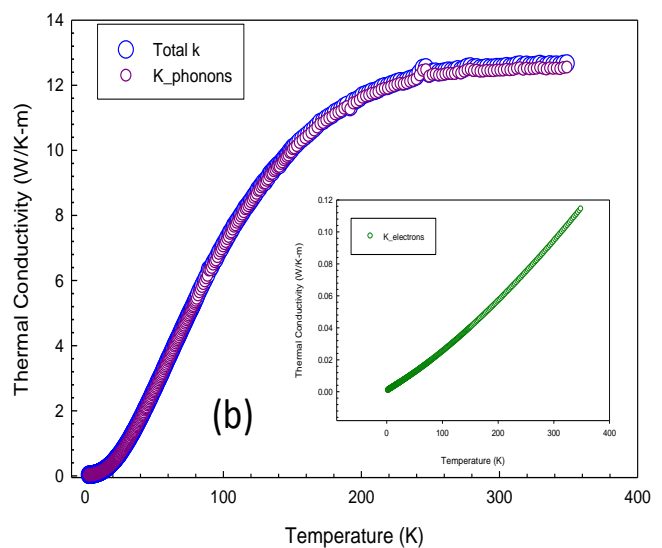 14
12
10
8
6
4
2
0
Thermal Conductivity (W/K-m)
Total k
K_phonons
(b)
0 100 200 300 400
Temperature (K)
0.12
0.10
0.08
0.06
0.04
0.02
0.00
Thermal Conductivity (W/K-m)
K_electrons
0 100 200 300 400
Temperature (K)